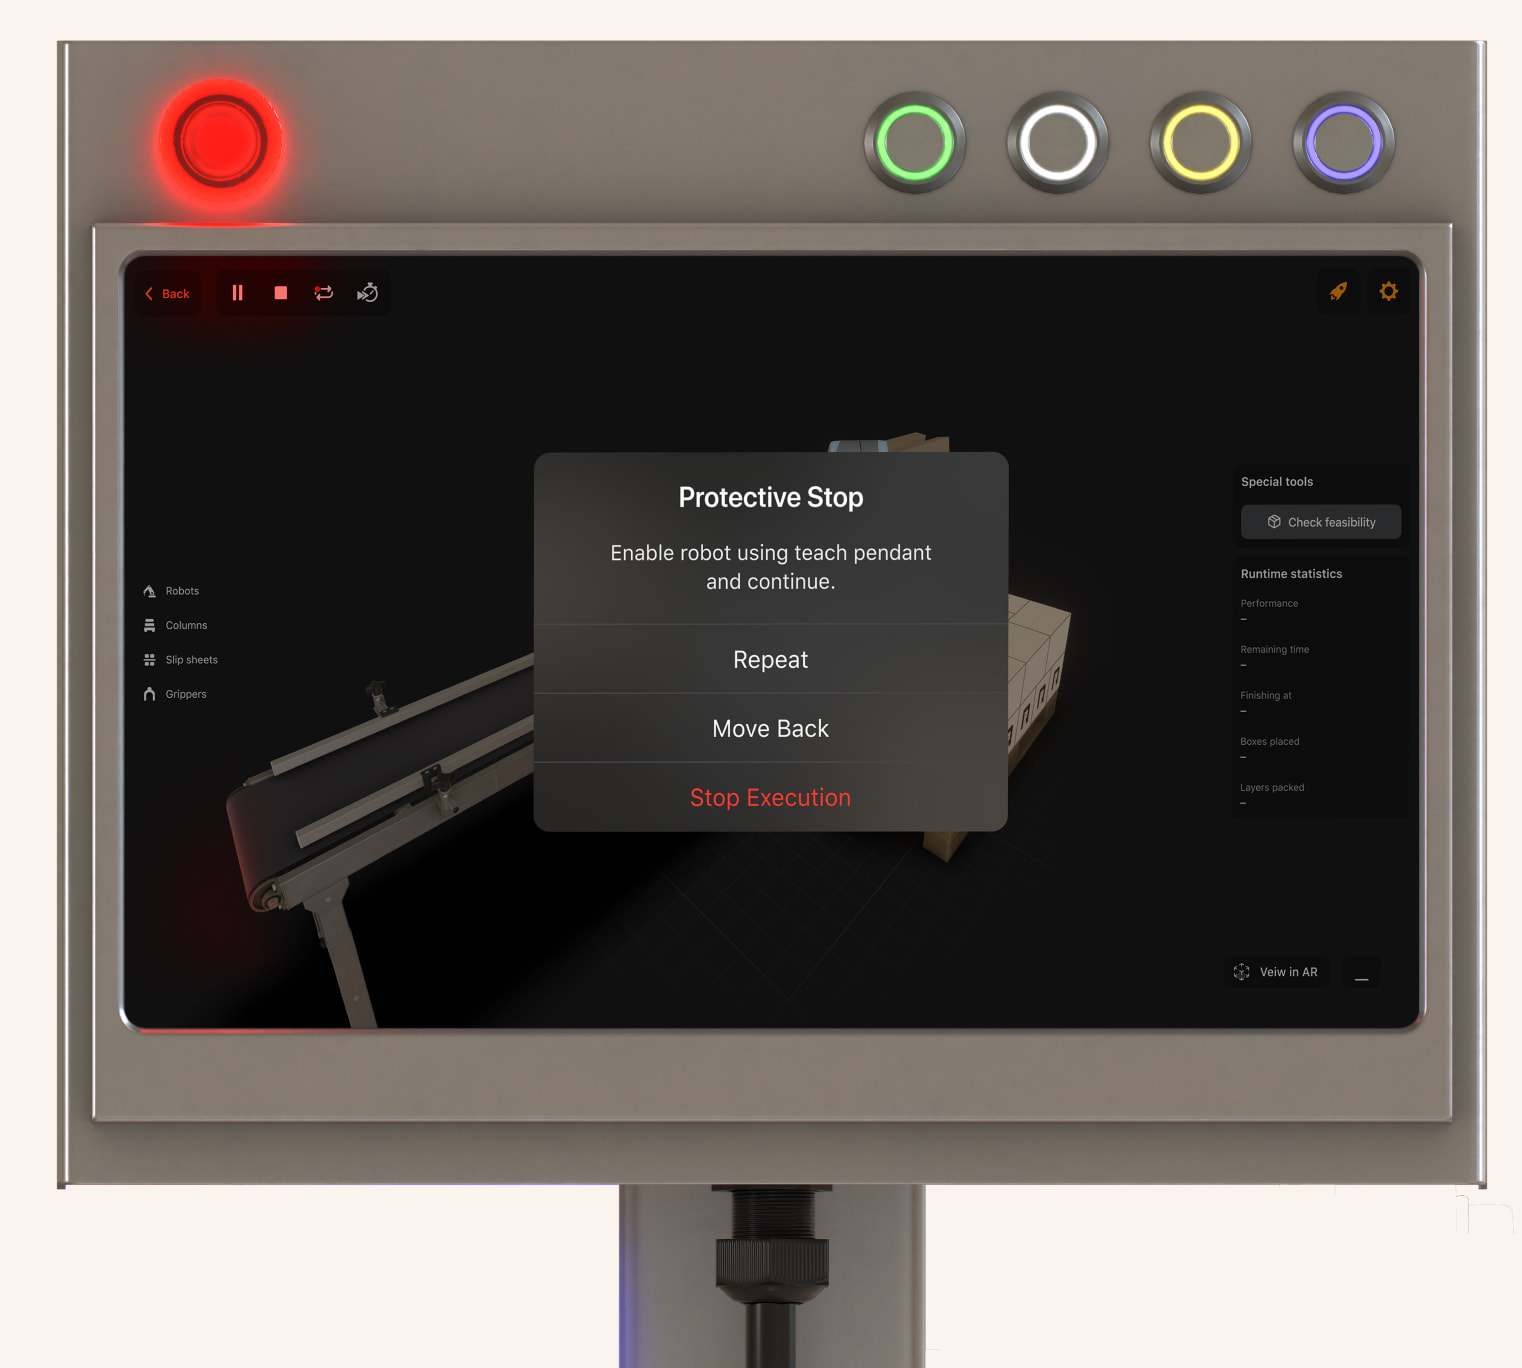 Back
Protective Stop
Enable robot using teach pendant
and continue.
Repeat
Move Back
Stop Execution
Robots
Columns
Slip sheets
Grippers
Special tools
Check feasibility
Runtime statistics
Performance
–
Remaining time
–
Finishing at
–
Boxes placed
–
Layers packed
–
Veiw in AR